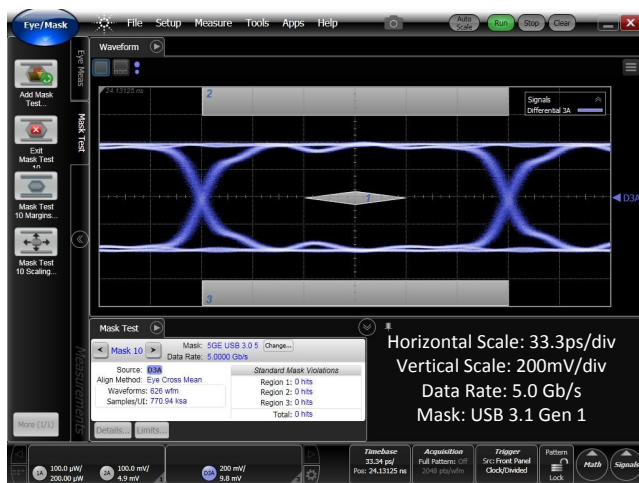 Eye/Mask File Setup Measure Tools Apps Help Auto Scale Run Stop Clear
Waveform
Eye Meas
Mask Test
Add Mask
Test...
Exit
Mask Test
10
Mask Test
10 Margins...
Mask Test
10 Scaling...
Measurements
More (1/1)
24.13125 ns
2
Signals
Differential 3A
1
D3A
3
Mask Test
Mask 10
Mask: 5GE USB 3.0 5 Change...
Data Rate: 5.0000 Gb/s
Source: D3A
Align Method: Eye Cross Mean
Waveforms: 626 wfm
Samples/UI: 770.94 ksa
Standard Mask Violations
Region 1: 0 hits
Region 2: 0 hits
Region 3: 0 hits
Total: 0 hits
Details... Limits...
Horizontal Scale: 33.3ps/div
Vertical Scale: 200mV/div
Data Rate: 5.0 Gb/s
Mask: USB 3.1 Gen 1
1A 100.0 µW/
200.00 µW
2A 100.0 mV/
4.9 mV
D3A 200 mV/
9.8 mV
Timebase
33.34 ps/
Pos: 24.13125 ns
Acquisition
Full Pattern: Off
2048 pts/wfm
Trigger
Src: Front Panel
Clock/Divided
Pattern
Lock
Math
Signals